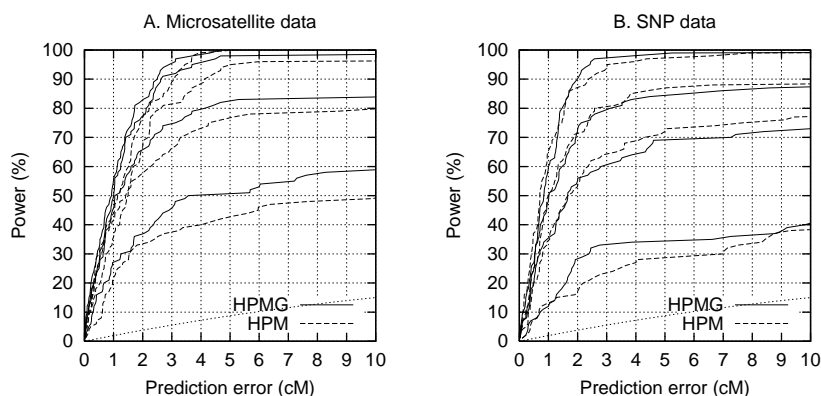 A. Microsatellite data
100
90
80
70
60
50
40
30
20
10
0
Power (%)
HPMG
HPM
0 1 2 3 4 5 6 7 8 9 10
Prediction error (cM)
B. SNP data
100
90
80
70
60
50
40
30
20
10
0
Power (%)
HPMG
HPM
0 1 2 3 4 5 6 7 8 9 10
Prediction error (cM)